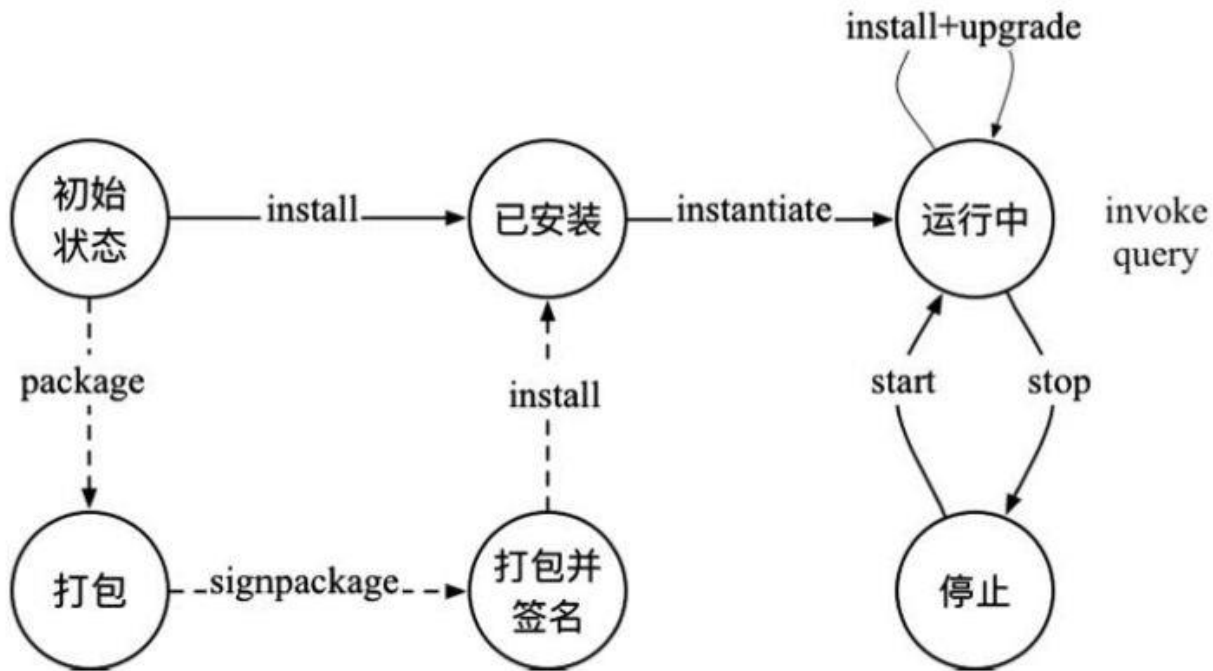 install+upgrade
初始
状态
install
已安装
instantiate
运行中
invoke
query
package
install
start
stop
打包
signpackage
打包并
签名
停止